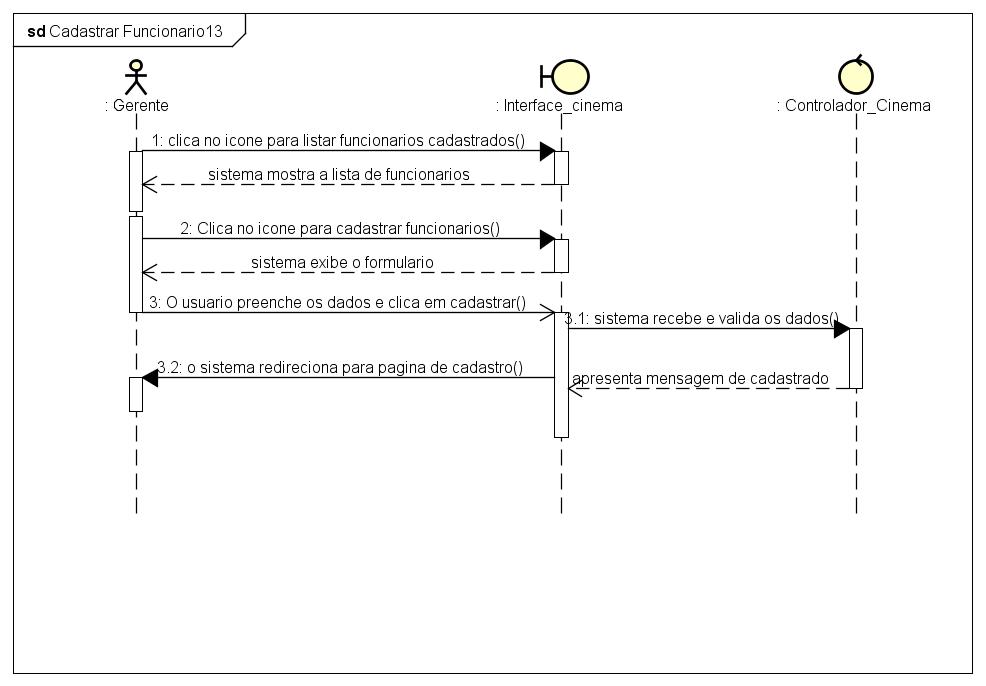 sd Cadastrar Funcionario13
: Gerente
: Interface_cinema
: Controlador_Cinema
1: clica no icone para listar funcionarios cadastrados()
sistema mostra a lista de funcionarios
2: Clica no icone para cadastrar funcionarios()
sistema exibe o formulario
3: O usuario preenche os dados e clica em cadastrar()
3.1: sistema recebe e valida os dados()
3.2: o sistema redireciona para pagina de cadastro()
apresenta mensagem de cadastrado